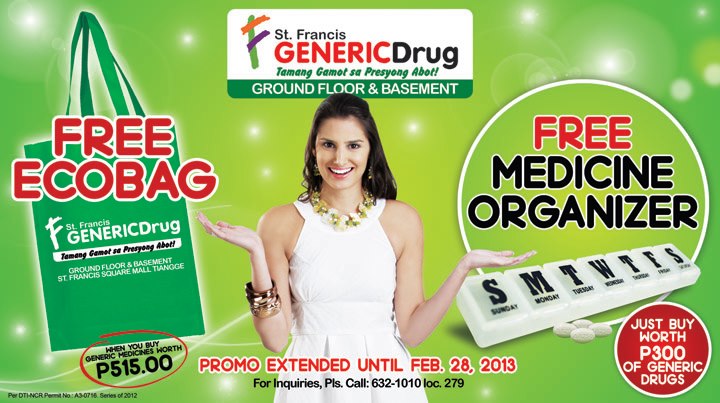 St. Francis
GENERICDrug
Tamang Gamot sa Presyong Abot!
GROUND FLOOR & BASEMENT
FREE
ECOBAG
St. Francis
GENERICDrug
Tamang Gamot sa Presyong Abot!
GROUND FLOOR & BASEMENT
ST. FRANCIS SQUARE MALL TIANGGE
WHEN YOU BUY
GENERIC MEDICINES WORTH
P515.00
FREE
MEDICINE
ORGANIZER
S M T W T F S
SUNDAY MONDAY TUESDAY WEDNESDAY THURSDAY FRIDAY SATURDAY
JUST BUY
WORTH
P300
OF GENERIC
DRUGS
PROMO EXTENDED UNTIL FEB. 28, 2013
For Inquiries, Pls. Call: 632-1010 loc. 279
Per DTI-NCR Permit No.: A3-0716. Series of 2012